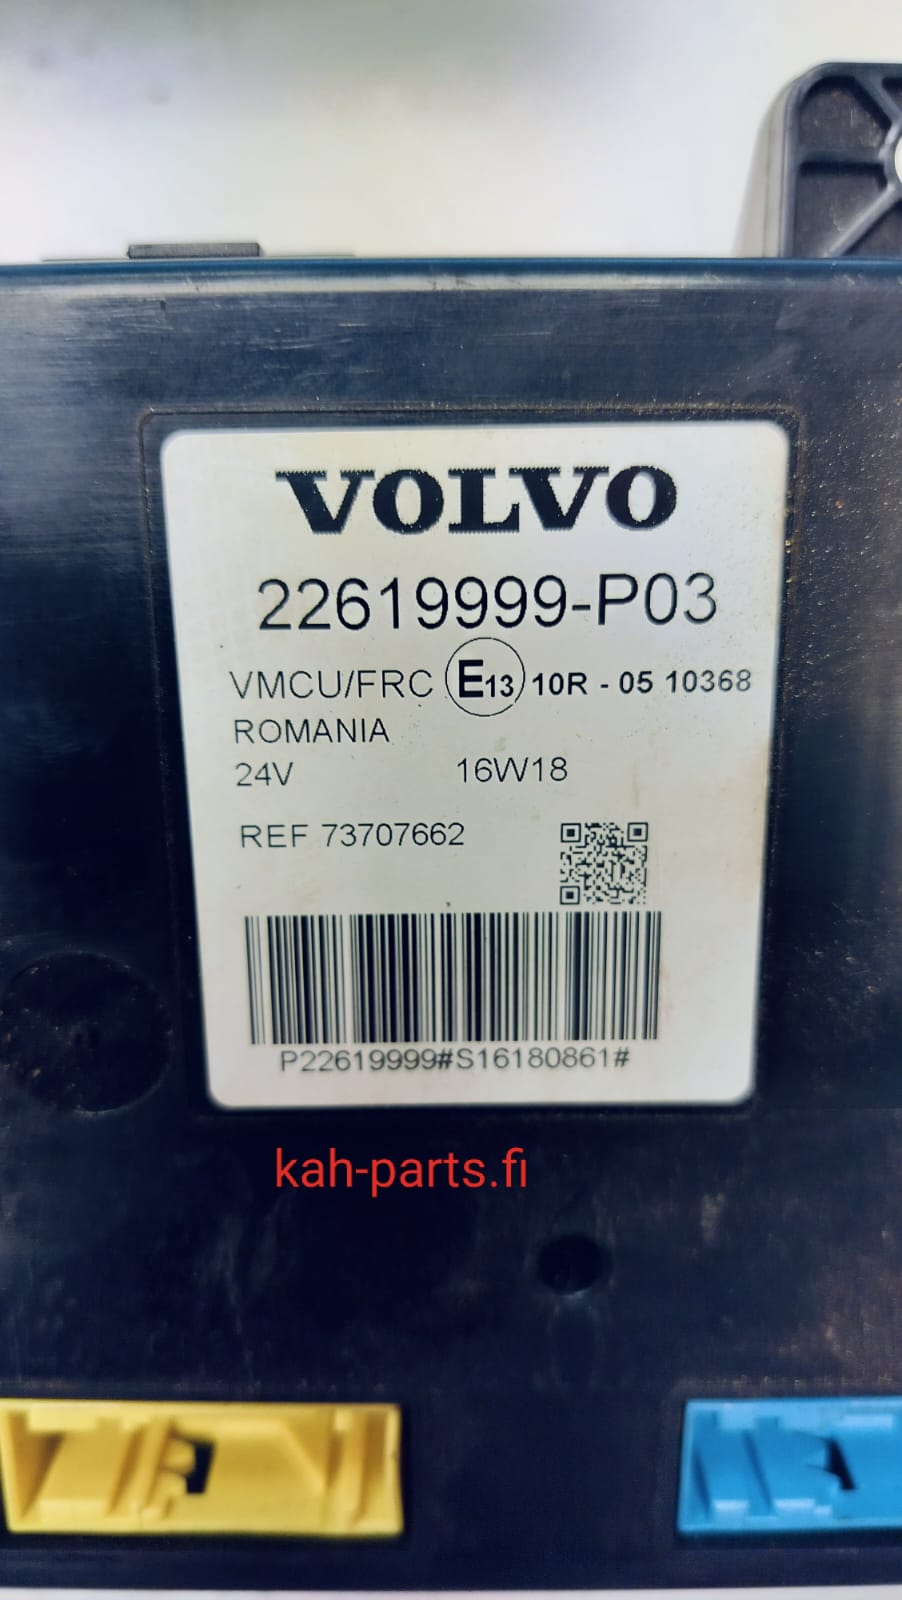 VOLVO
22619999-P03
VMCU/FRC E13 10R - 05 10368
ROMANIA
24V 16W18
REF 73707662
P22619999#S16180861#
kah-parts.fi